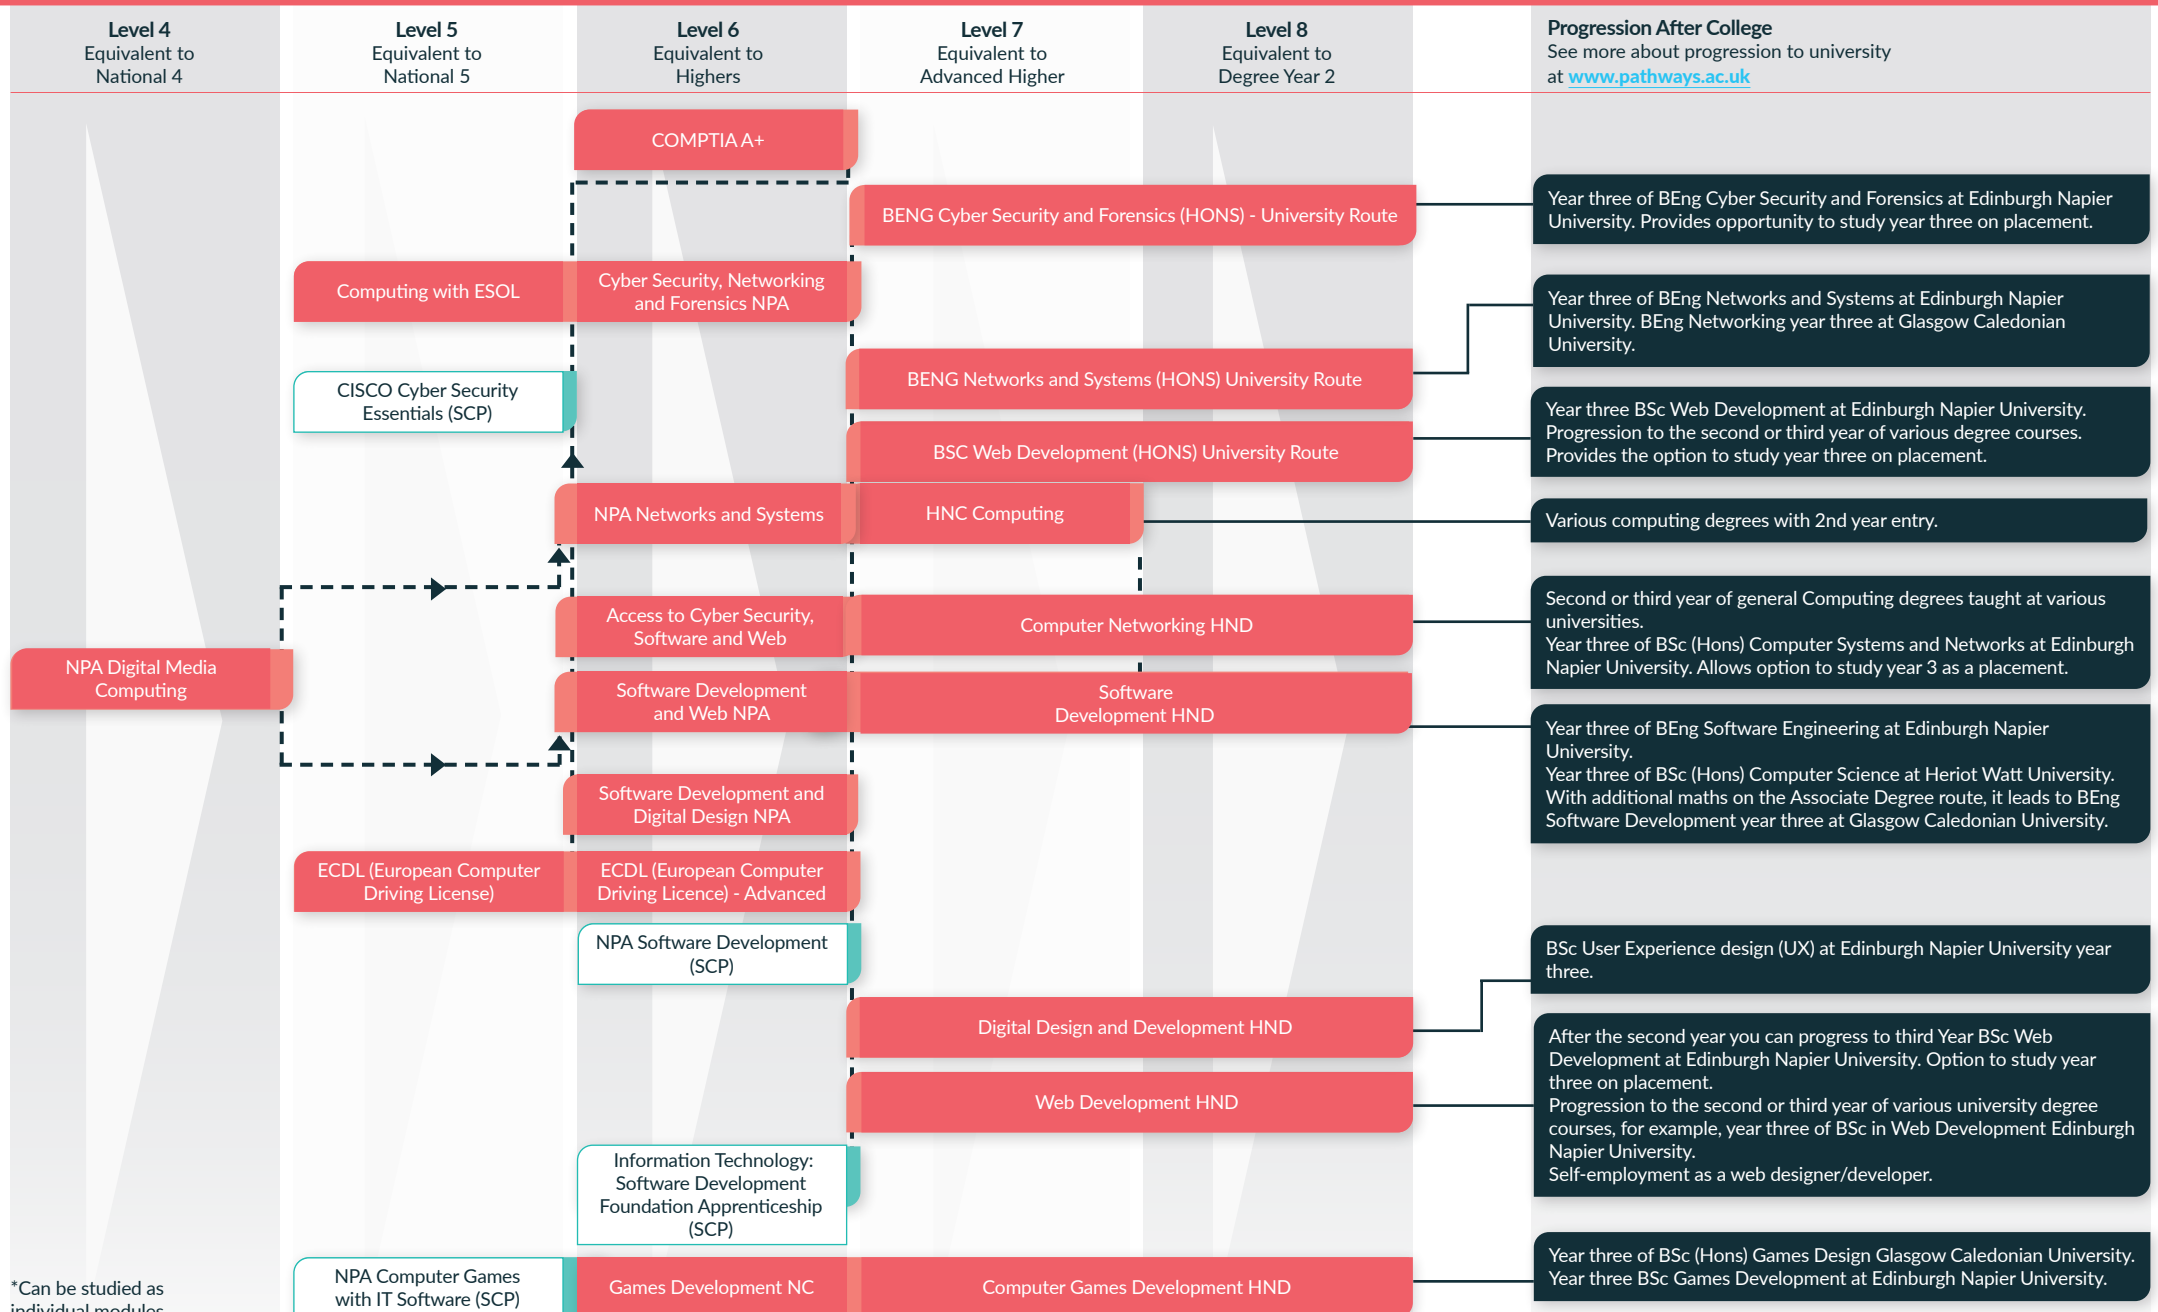 Level 4
Equivalent to
National 4
Level 5
Equivalent to
National 5
Level 6
Equivalent to
Highers
Level 7
Equivalent to
Advanced Higher
Level 8
Equivalent to
Degree Year 2
Progression After College
See more about progression to university
at www.pathways.ac.uk
COMPTIA A+
BENG Cyber Security and Forensics (HONS) - University Route
Year three of BEng Cyber Security and Forensics at Edinburgh Napier
University. Provides opportunity to study year three on placement.
Computing with ESOL
Cyber Security, Networking
and Forensics NPA
Year three of BEng Networks and Systems at Edinburgh Napier
University. BEng Networking year three at Glasgow Caledonian
University.
CISCO Cyber Security
Essentials (SCP)
BENG Networks and Systems (HONS) University Route
BSC Web Development (HONS) University Route
Year three BSc Web Development at Edinburgh Napier University.
Progression to the second or third year of various degree courses.
Provides the option to study year three on placement.
NPA Networks and Systems
HNC Computing
Various computing degrees with 2nd year entry.
Access to Cyber Security,
Software and Web
Computer Networking HND
Second or third year of general Computing degrees taught at various
universities.
Year three of BSc (Hons) Computer Systems and Networks at Edinburgh
Napier University. Allows option to study year 3 as a placement.
NPA Digital Media
Computing
Software Development
and Web NPA
Software
Development HND
Year three of BEng Software Engineering at Edinburgh Napier
University.
Year three of BSc (Hons) Computer Science at Heriot Watt University.
With additional maths on the Associate Degree route, it leads to BEng
Software Development year three at Glasgow Caledonian University.
Software Development and
Digital Design NPA
ECDL (European Computer
Driving License)
ECDL (European Computer
Driving Licence) - Advanced
NPA Software Development
(SCP)
BSc User Experience design (UX) at Edinburgh Napier University year
three.
Digital Design and Development HND
Web Development HND
After the second year you can progress to third Year BSc Web
Development at Edinburgh Napier University. Option to study year
three on placement.
Progression to the second or third year of various university degree
courses, for example, year three of BSc in Web Development Edinburgh
Napier University.
Self-employment as a web designer/developer.
Information Technology:
Software Development
Foundation Apprenticeship
(SCP)
*Can be studied as
individual modules
NPA Computer Games
with IT Software (SCP)
Games Development NC
Computer Games Development HND
Year three of BSc (Hons) Games Design Glasgow Caledonian University.
Year three BSc Games Development at Edinburgh Napier University.